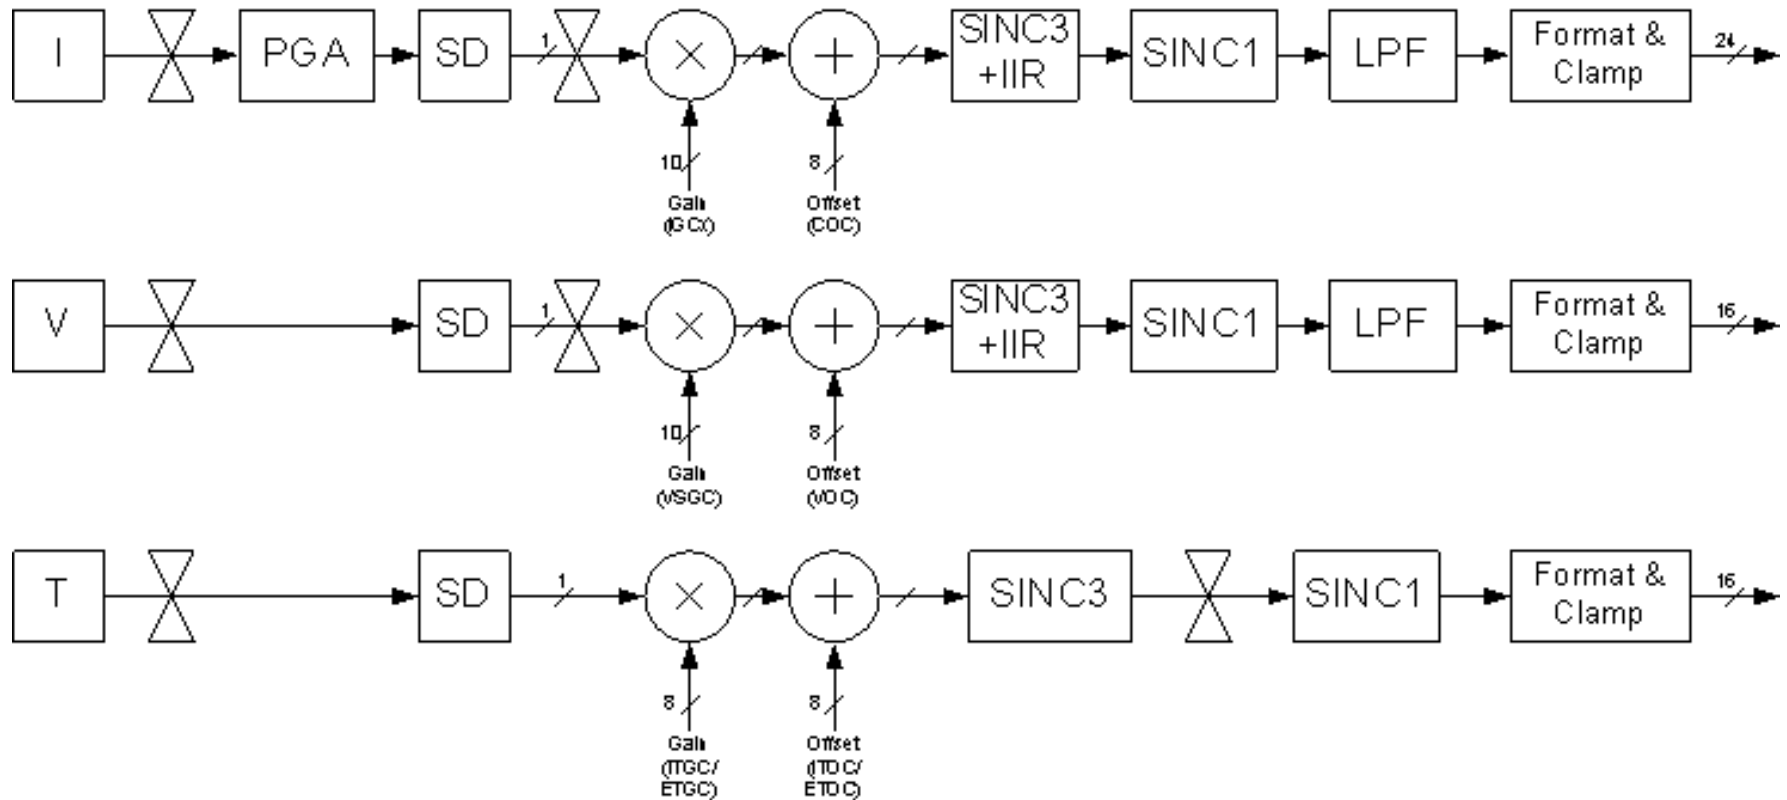 I
PGA
SD
1
×
+
SINC3
+IIR
SINC1
LPF
Format &
Clamp
24
10
Gain
(IGCx)
8
Offset
(COC)
V
SD
1
×
+
SINC3
+IIR
SINC1
LPF
Format &
Clamp
16
10
Gain
(VSGC)
8
Offset
(VOC)
T
SD
1
×
+
SINC3
SINC1
Format &
Clamp
16
8
Gain
(ITGC/
ETGC)
8
Offset
(ITOC/
ETOC)